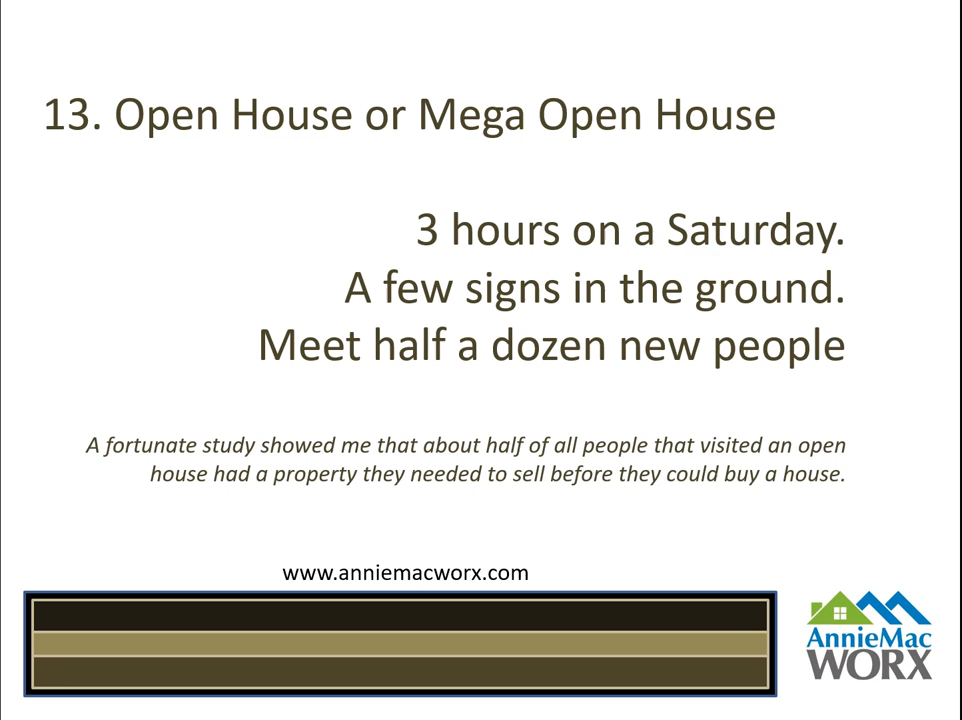 13. Open House or Mega Open House
3 hours on a Saturday.
A few signs in the ground.
Meet half a dozen new people
A fortunate study showed me that about half of all people that visited an open
house had a property they needed to sell before they could buy a house.
www.anniemacworx.com
AnnieMac
WORX